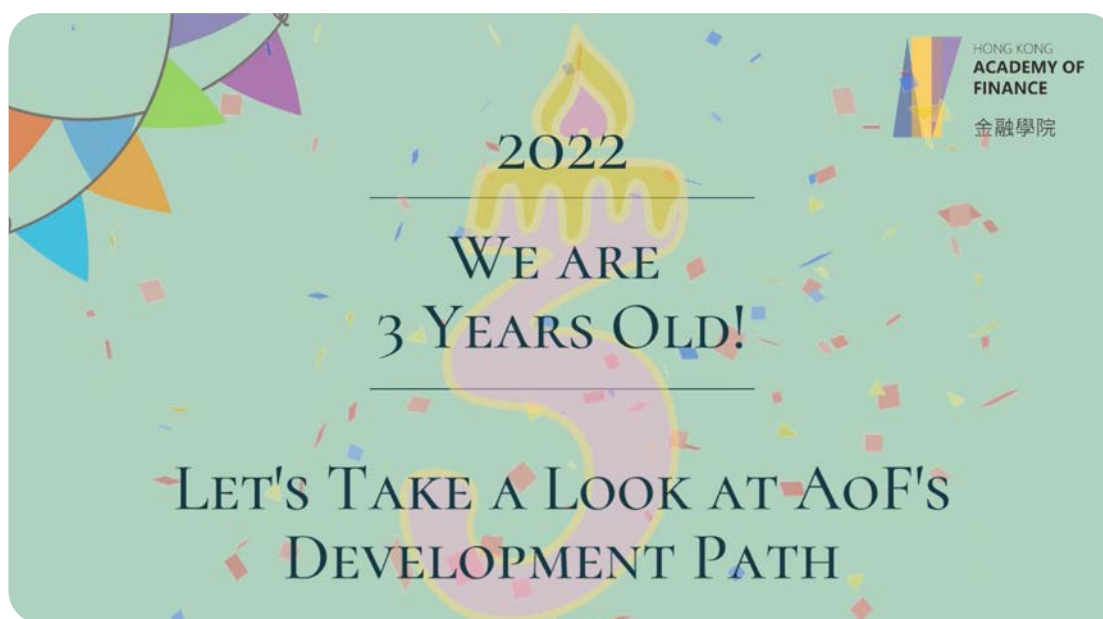 HONG KONG
ACADEMY OF
FINANCE
金融學院
2022
WE ARE
3 YEARS OLD!
LET'S TAKE A LOOK AT AOF'S
DEVELOPMENT PATH